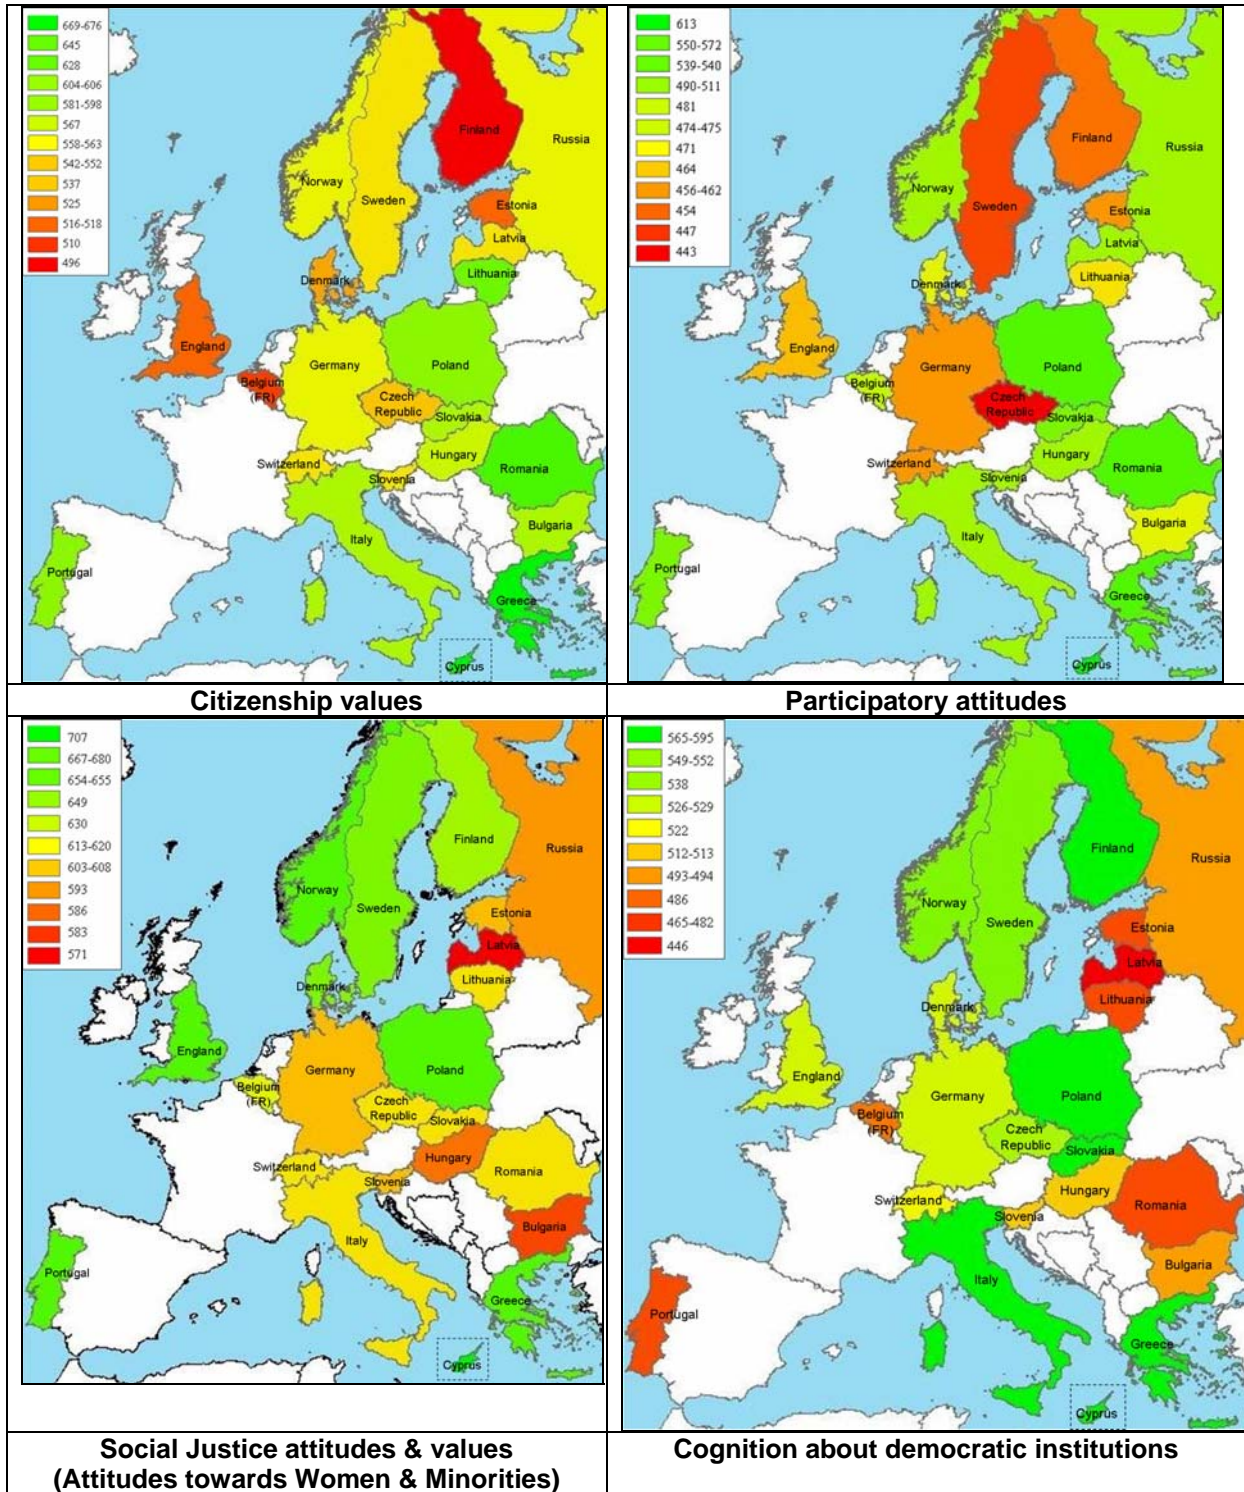 669-676
645
628
604-606
581-598
567
558-563
542-552
537
525
516-518
510
496
Finland
Russia
Norway
Sweden
Estonia
Latvia
Lithuania
Denmark
England
Germany
Poland
Belgium
(FR)
Czech
Republic
Slovakia
Hungary
Switzerland
Slovenia
Romania
Bulgaria
Italy
Portugal
Greece
Cyprus
Citizenship values
613
550-572
539-540
490-511
481
474-475
471
464
456-462
454
447
443
Finland
Russia
Norway
Sweden
Estonia
Latvia
Lithuania
Denmark
England
Germany
Poland
Belgium
(FR)
Czech
Republic
Slovakia
Hungary
Switzerland
Slovenia
Romania
Bulgaria
Italy
Portugal
Greece
Cyprus
Participatory attitudes
707
667-680
654-655
649
630
613-620
603-608
593
586
583
571
Finland
Russia
Norway
Sweden
Estonia
Latvia
Lithuania
Denmark
England
Germany
Poland
Belgium
(FR)
Czech
Republic
Slovakia
Hungary
Switzerland
Slovenia
Romania
Bulgaria
Italy
Portugal
Greece
Cyprus
Social Justice attitudes & values
(Attitudes towards Women & Minorities)
565-595
549-552
538
526-529
522
512-513
493-494
486
465-482
446
Finland
Russia
Norway
Sweden
Estonia
Latvia
Lithuania
Denmark
England
Germany
Poland
Belgium
(FR)
Czech
Republic
Slovakia
Hungary
Switzerland
Slovenia
Romania
Bulgaria
Italy
Portugal
Greece
Cyprus
Cognition about democratic institutions